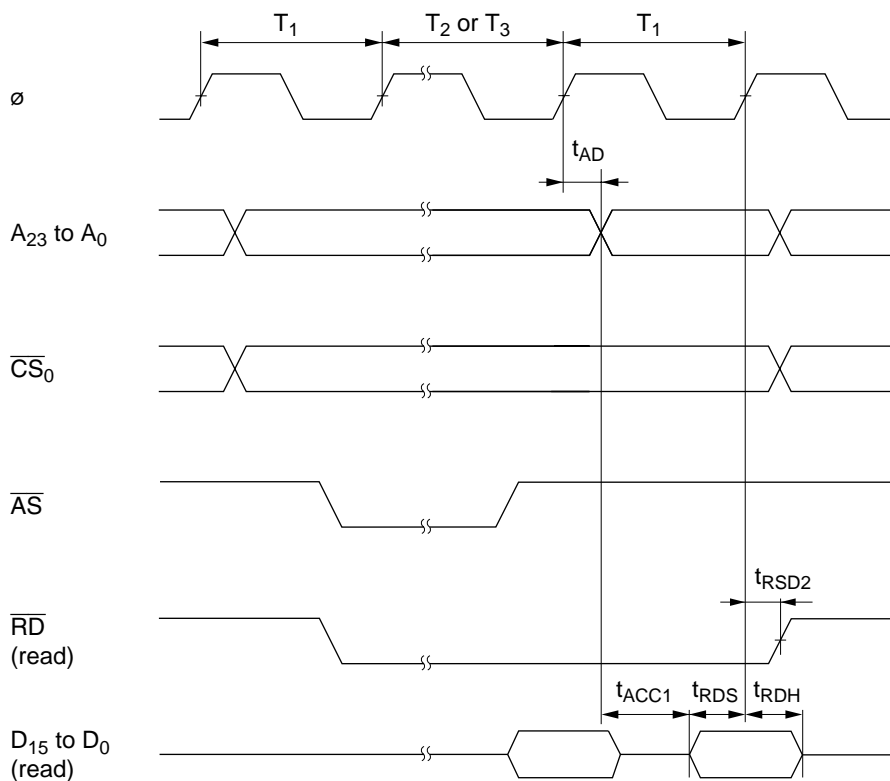 T1 T2 or T3 T1
ø
tAD
A23 to A0
CS0
AS
tRSD2
RD
(read)
tACC1 tRDS tRDH
D15 to D0
(read)